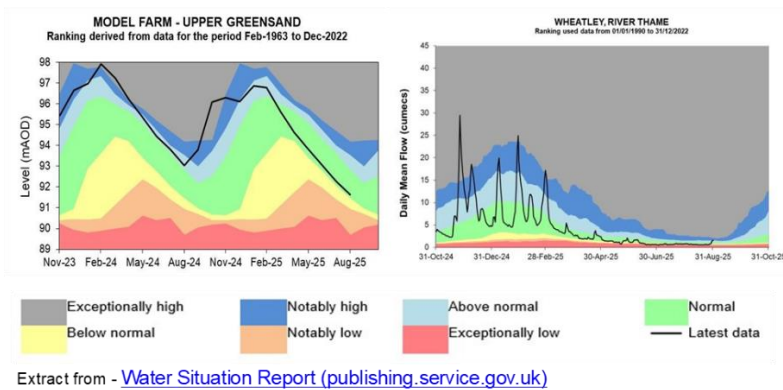 MODEL FARM - UPPER GREENSAND
Ranking derived from data for the period Feb-1963 to Dec-2022
Level (mAOD)
98
97
96
95
94
93
92
91
90
89
Nov-23 Feb-24 May-24 Aug-24 Nov-24 Feb-25 May-25 Aug-25
WHEATLEY, RIVER THAME
Ranking used data from 01/01/1990 to 31/12/2022
Daily Mean Flow (cumecs)
45
40
35
30
25
20
15
10
5
0
31-Oct-24 31-Dec-24 28-Feb-25 30-Apr-25 30-Jun-25 31-Aug-25 31-Oct-25
Exceptionally high Notably high Above normal Normal
Below normal Notably low Exceptionally low Latest data
Extract from - Water Situation Report (publishing.service.gov.uk)